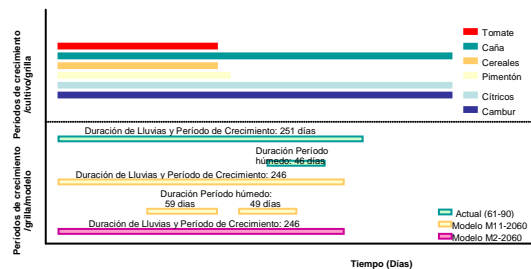 Períodos de crecimiento
/cultivo/grilla
Tomate
Caña
Cereales
Pimentón
Cítricos
Cambur
Períodos de crecimiento
/grilla/modelo
Duración de Lluvias y Período de Crecimiento: 251 días
Duración Período
húmedo: 46 días
Duración de Lluvias y Período de Crecimiento: 246
Duración Período húmedo:
59 dias
49 días
Duración de Lluvias y Período de Crecimiento: 246
Actual (61-90)
Modelo M11-2060
Modelo M2-2060
Tiempo (Días)